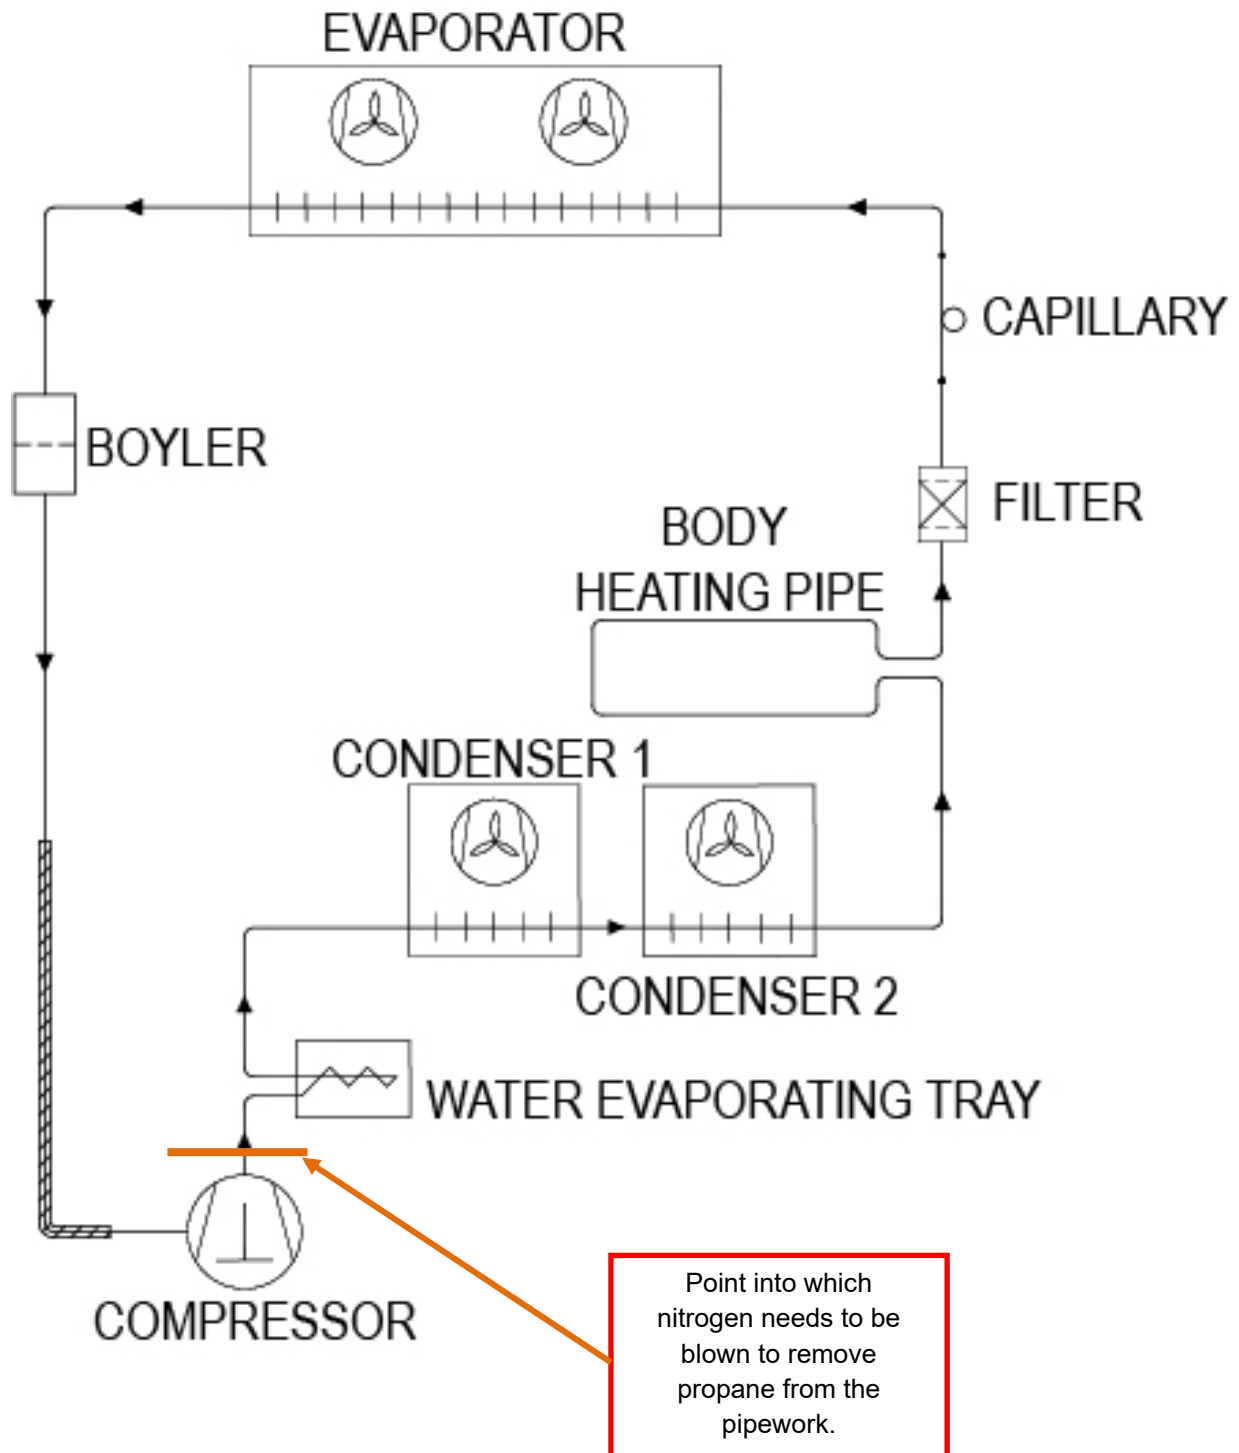 EVAPORATOR
CAPILLARY
BOYLER
FILTER
BODY
HEATING PIPE
CONDENSER 1
CONDENSER 2
WATER EVAPORATING TRAY
COMPRESSOR
Point into which
nitrogen needs to be
blown to remove
propane from the
pipework.